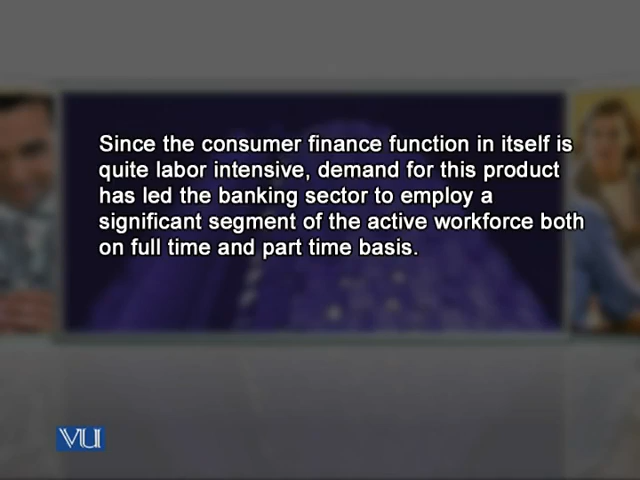 Since the consumer finance function in itself is
quite labor intensive, demand for this product
has led the banking sector to employ a
significant segment of the active workforce both
on full time and part time basis.
VU